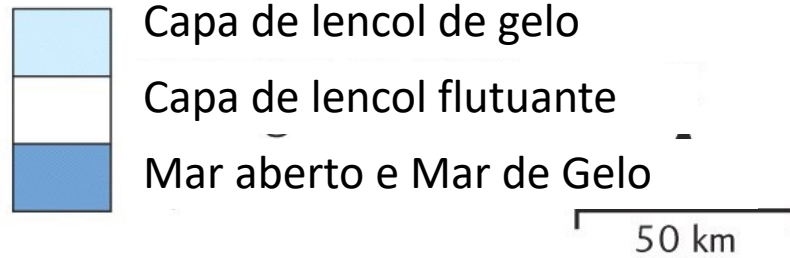 Capa de lencol de gelo
Capa de lencol flutuante
Mar aberto e Mar de Gelo
50 km